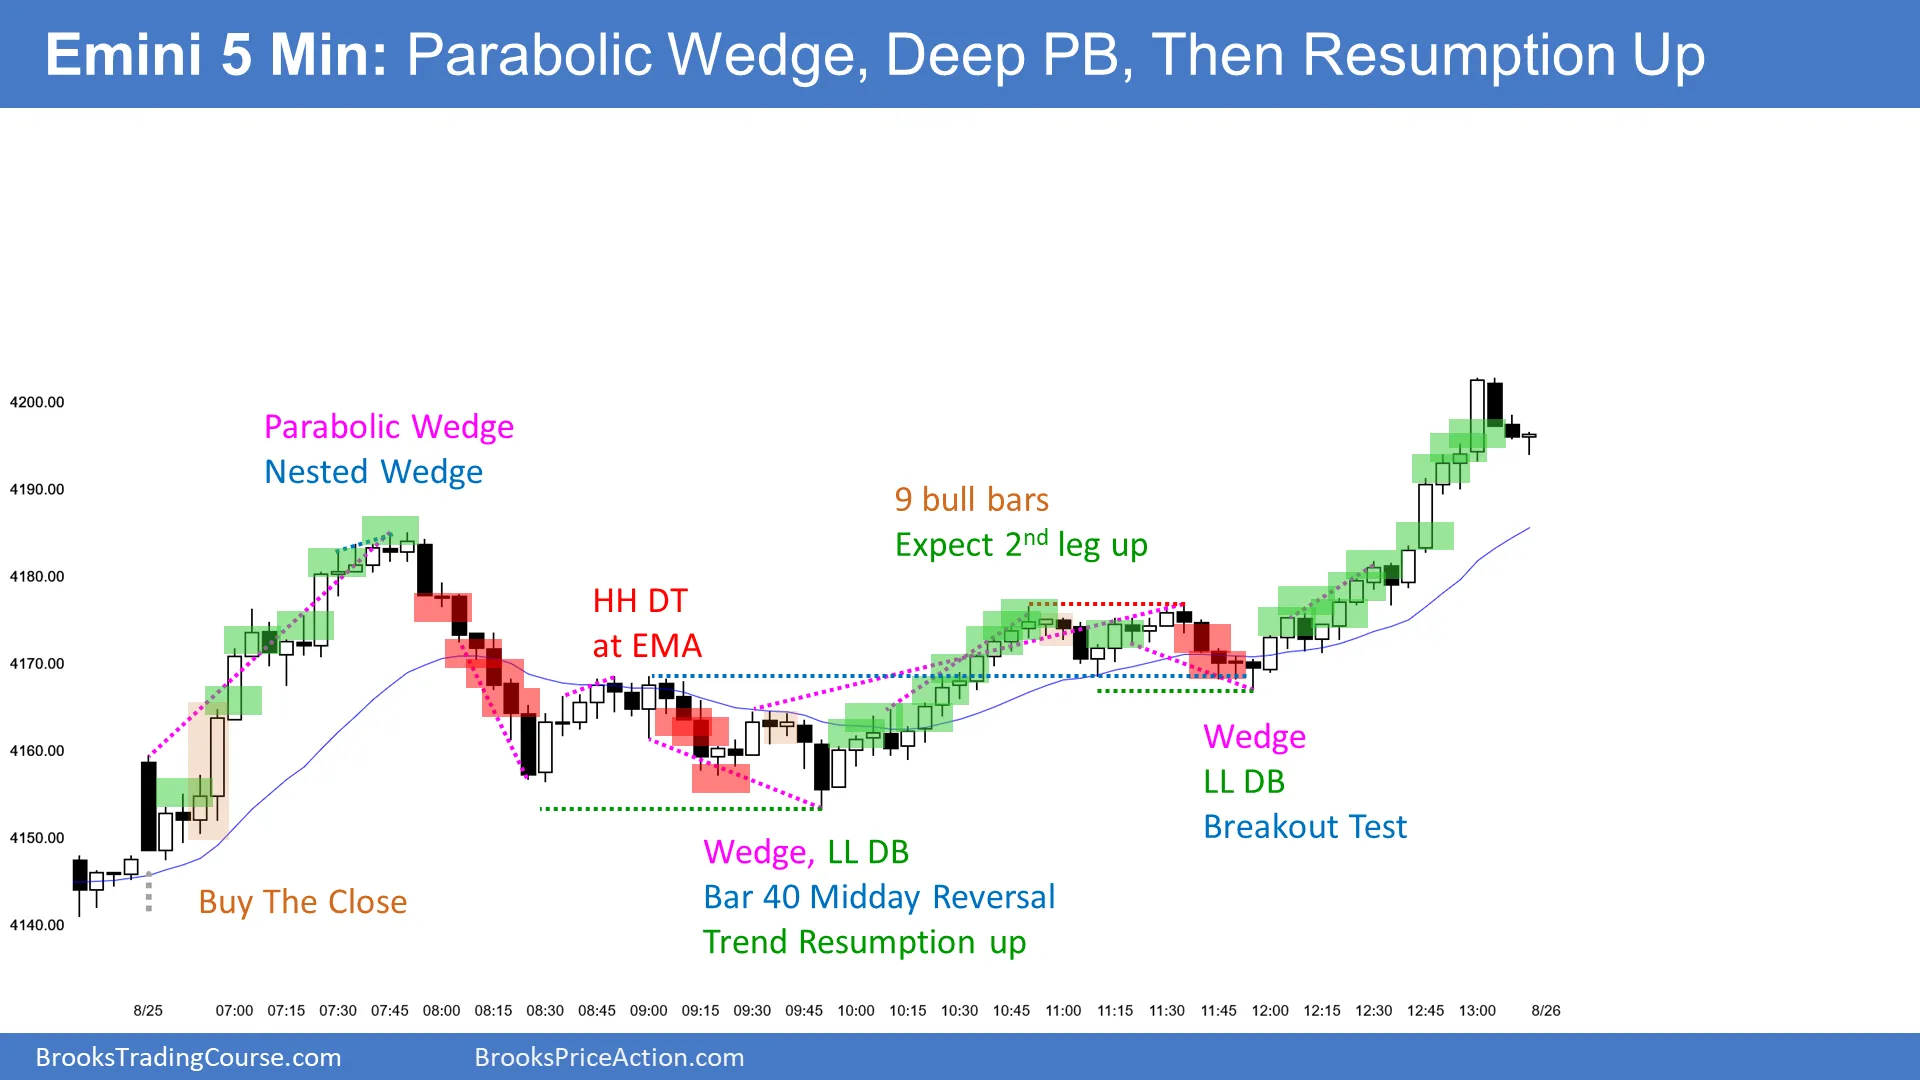 Emini 5 Min: Parabolic Wedge, Deep PB, Then Resumption Up
4200.00
Parabolic Wedge
Nested Wedge
4190.00
9 bull bars
Expect 2nd leg up
4180.00
HH DT
at EMA
4170.00
4160.00
Wedge
LL DB
Breakout Test
4150.00
Wedge, LL DB
Bar 40 Midday Reversal
Trend Resumption up
Buy The Close
4140.00
8/25 07:00 07:15 07:30 07:45 08:00 08:15 08:30 08:45 09:00 09:15 09:30 09:45 10:00 10:15 10:30 10:45 11:00 11:15 11:30 11:45 12:00 12:15 12:30 12:45 13:00 8/26
BrooksTradingCourse.com
BrooksPriceAction.com